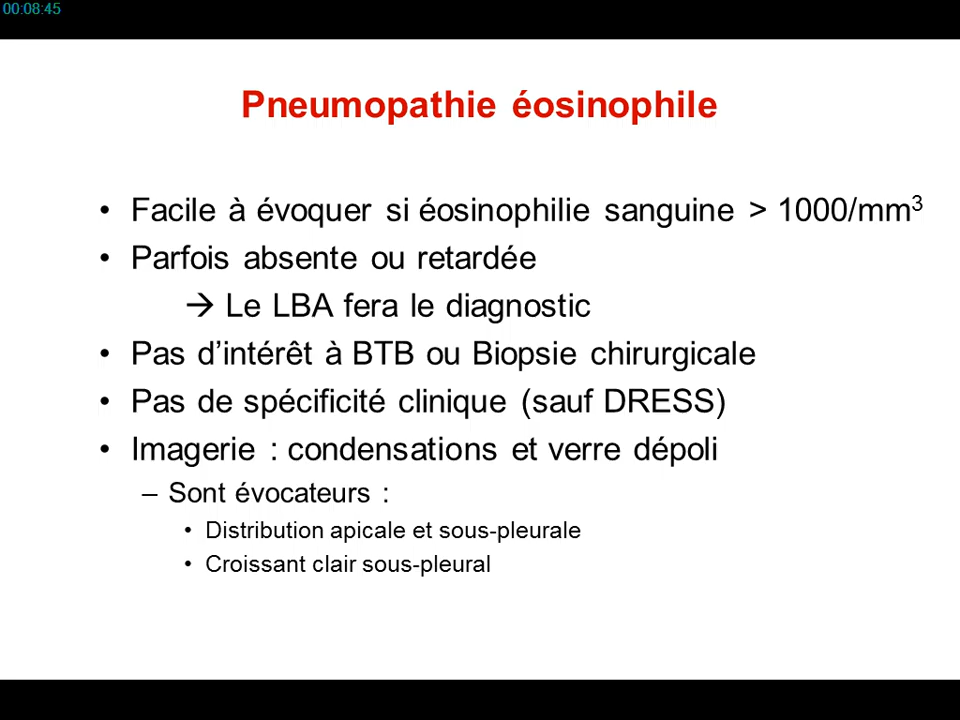 00:08:45
Pneumopathie éosinophile
• Facile à évoquer si éosinophilie sanguine > 1000/mm³
• Parfois absente ou retardée
→ Le LBA fera le diagnostic
• Pas d’intérêt à BTB ou Biopsie chirurgicale
• Pas de spécificité clinique (sauf DRESS)
• Imagerie : condensations et verre dépoli
– Sont évocateurs :
• Distribution apicale et sous-pleurale
• Croissant clair sous-pleural